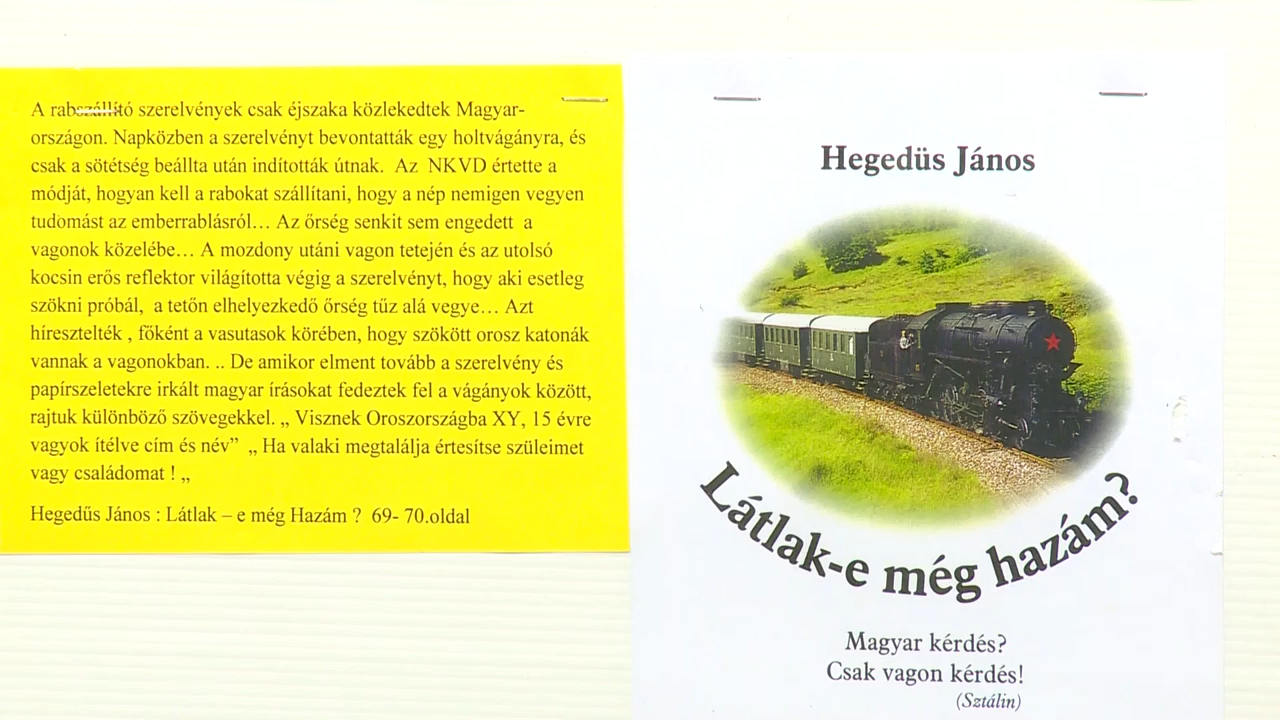 A rabszállító szerelvények csak éjszaka közlekedtek Magyar-
országon. Napközben a szerelvényt bevontatták egy holtvágányra, és
csak a sötétség beállta után indították útnak. Az NKVD értette a
módját, hogyan kell a rabokat szállítani, hogy a nép nemigen vegyen
tudomást az emberrablásról… Az őrség senkit sem engedett a
vagonok közelébe… A mozdony utáni vagon tetején és az utolsó
kocsin erős reflektor világította végig a szerelvényt, hogy aki esetleg
szökni próbál, a tetőn elhelyezkedő őrség tűz alá vegye… Azt
híresztelték , főként a vasutasok körében, hogy szökött orosz katonák
vannak a vagonokban. .. De amikor elment tovább a szerelvény és
papírszeletekre irkált magyar írásokat fedeztek fel a vágányok között,
rajtuk különböző szövegekkel. „ Visznek Oroszországba XY, 15 évre
vagyok ítélve cím és név” „ Ha valaki megtalálja értesítse szüleimet
vagy családomat ! „
Hegedűs János : Látlak – e még Hazám ? 69- 70.oldal
Hegedüs János
Látlak-e még hazám?
Magyar kérdés?
Csak vagon kérdés!
(Sztálin)